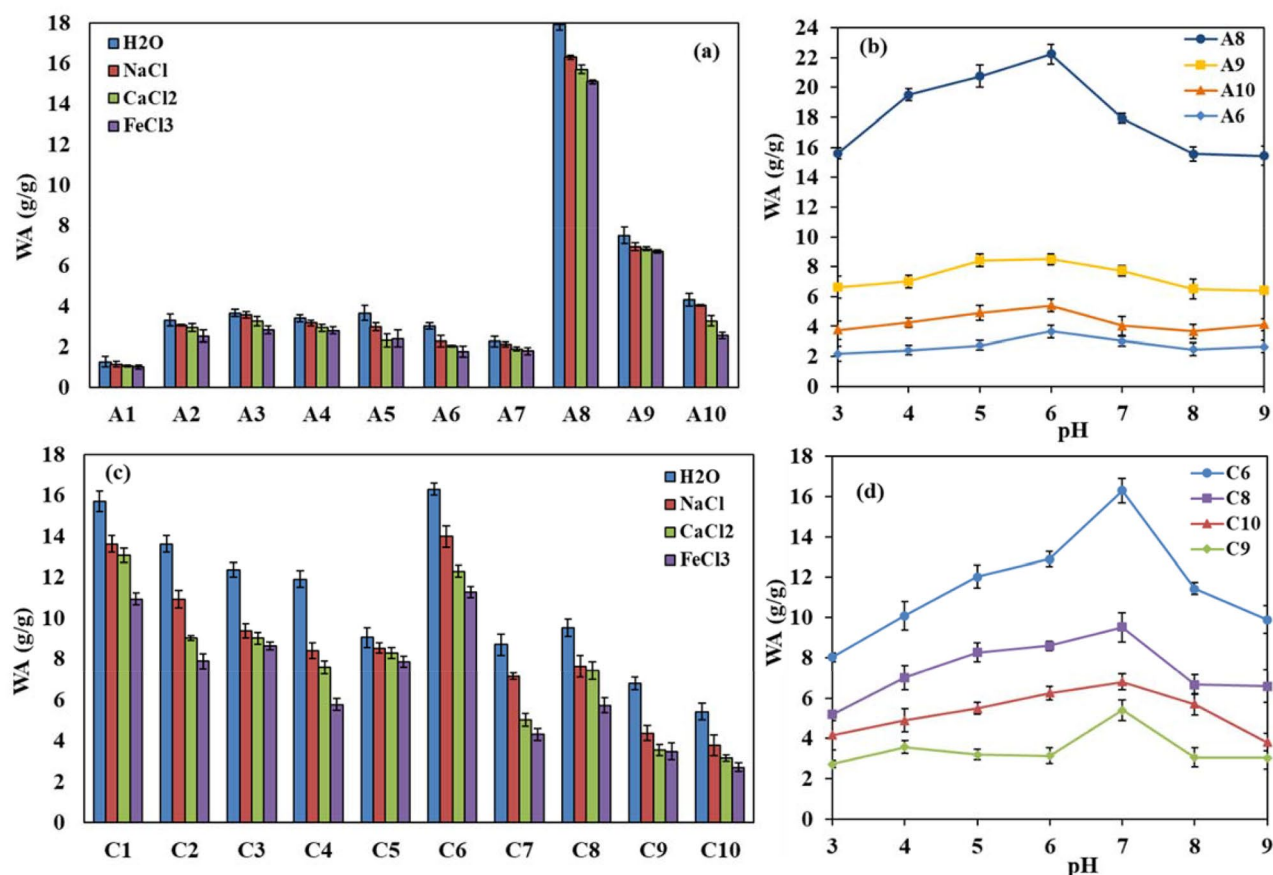 (a)
H2O
NaCl
CaCl2
FeCl3
WA (g/g)
18
16
14
12
10
8
6
4
2
0
A1 A2 A3 A4 A5 A6 A7 A8 A9 A10
(b)
A8
A9
A10
A6
WA (g/g)
24
22
20
18
16
14
12
10
8
6
4
2
0
3 4 5 6 7 8 9
pH
(c)
H2O
NaCl
CaCl2
FeCl3
WA (g/g)
18
16
14
12
10
8
6
4
2
0
C1 C2 C3 C4 C5 C6 C7 C8 C9 C10
(d)
C6
C8
C10
C9
WA (g/g)
18
16
14
12
10
8
6
4
2
0
3 4 5 6 7 8 9
pH